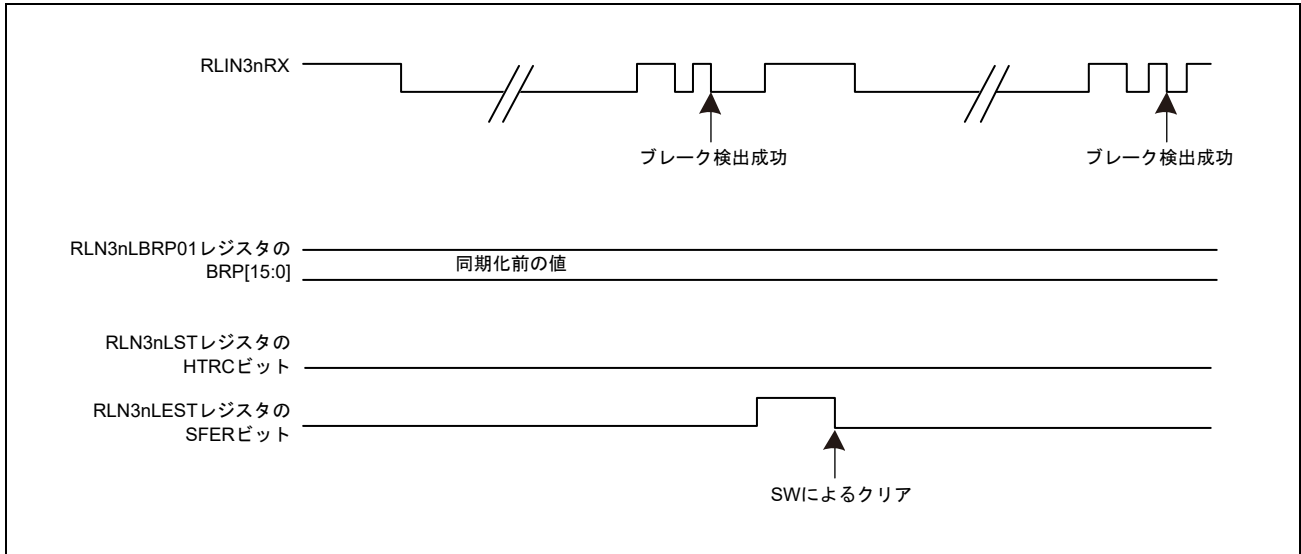 RLIN3nRX
ブレーク検出成功
ブレーク検出成功
RLN3nLBRP01レジスタの
BRP[15:0]
同期化前の値
RLN3nLSTレジスタの
HTRCビット
RLN3nLESTレジスタの
SFERビット
SWによるクリア